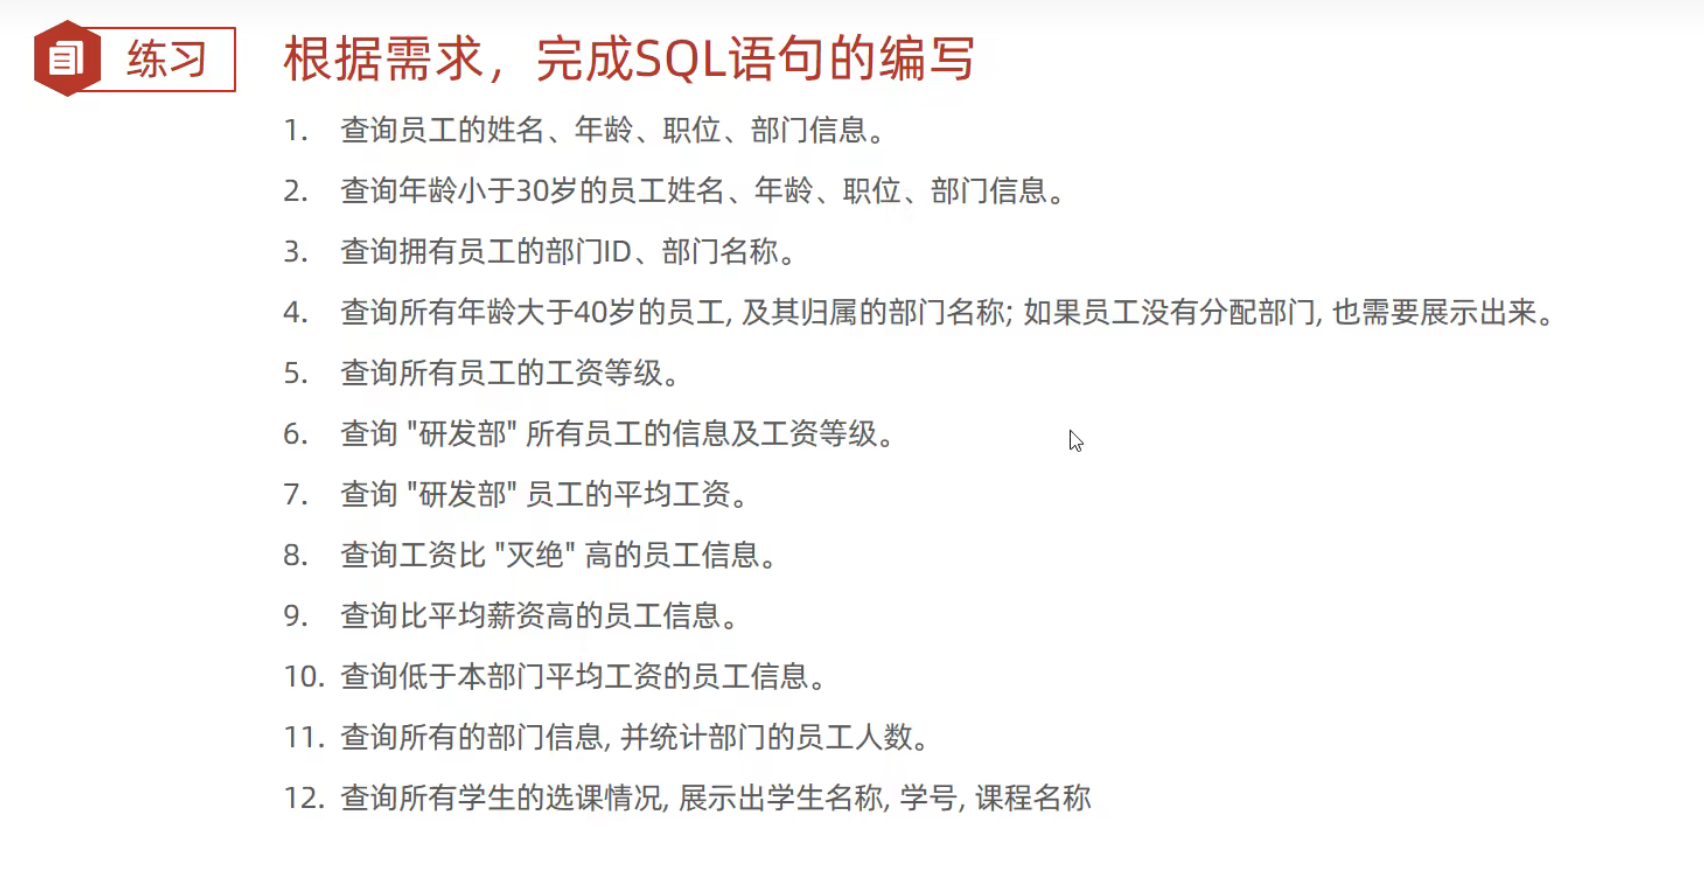 练习
根据需求，完成SQL语句的编写
1. 查询员工的姓名、年龄、职位、部门信息。
2. 查询年龄小于30岁的员工姓名、年龄、职位、部门信息。
3. 查询拥有员工的部门ID、部门名称。
4. 查询所有年龄大于40岁的员工, 及其归属的部门名称; 如果员工没有分配部门, 也需要展示出来。
5. 查询所有员工的工资等级。
6. 查询 "研发部" 所有员工的信息及工资等级。
7. 查询 "研发部" 员工的平均工资。
8. 查询工资比 "灭绝" 高的员工信息。
9. 查询比平均薪资高的员工信息。
10. 查询低于本部门平均工资的员工信息。
11. 查询所有的部门信息, 并统计部门的员工人数。
12. 查询所有学生的选课情况, 展示出学生名称, 学号, 课程名称